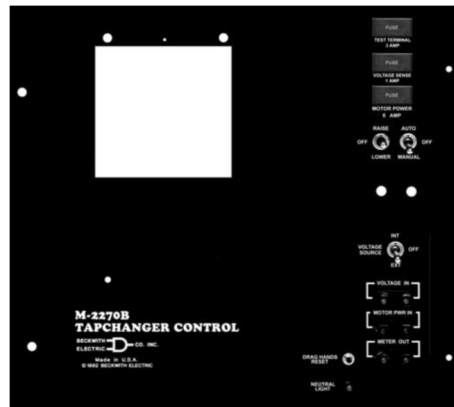 FUSE
TEST TERMINAL
3 AMP
FUSE
VOLTAGE SENSE
1 AMP
FUSE
MOTOR POWER
6 AMP
RAISE
AUTO
OFF
OFF
LOWER
MANUAL
INT
VOLTAGE
SOURCE
OFF
EXT
VOLTAGE IN
MOTOR PWR IN
METER OUT
M-2270B
TAPCHANGER CONTROL
BECKWITH
ELECTRIC
CO. INC.
Made in U.S.A.
© 1982 BECKWITH ELECTRIC
DRAG HANDS
RESET
NEUTRAL
LIGHT